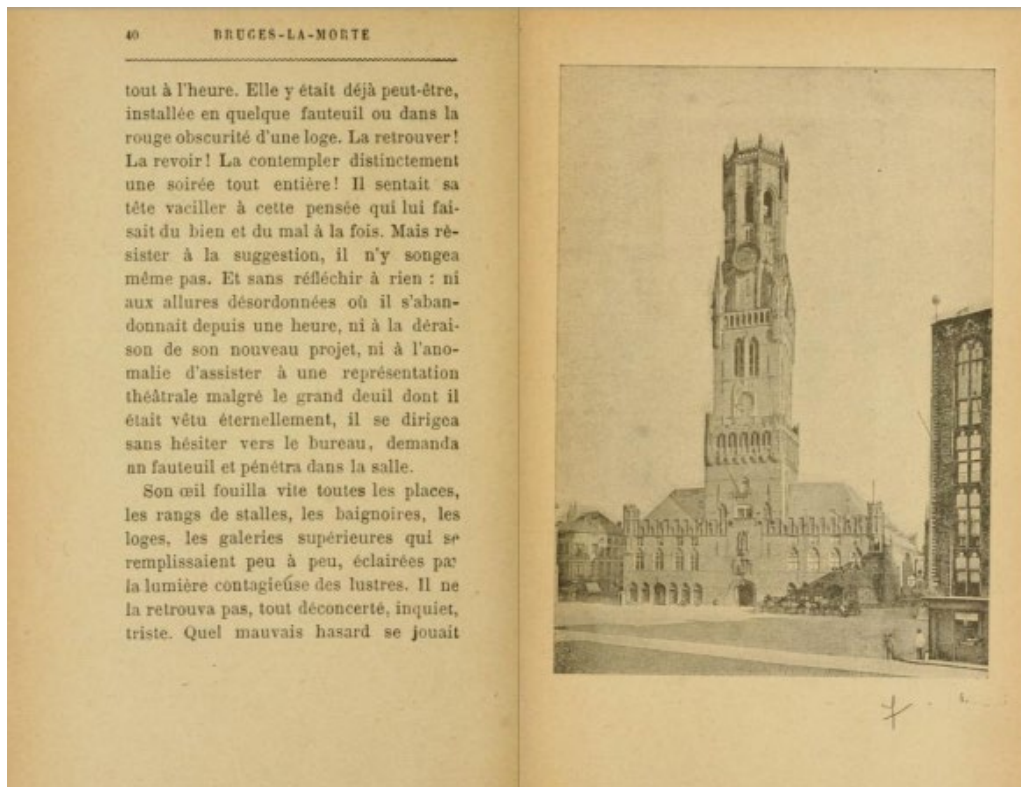 40 BRUGES-LA-MORTE
tout à l'heure. Elle y était déjà peut-être,
installée en quelque fauteuil ou dans la
rouge obscurité d'une loge. La retrouver !
La revoir ! La contempler distinctement
une soirée tout entière ! Il sentait sa
tête vaciller à cette pensée qui lui fai-
sait du bien et du mal à la fois. Mais ré-
sister à la suggestion, il n'y songea
même pas. Et sans réfléchir à rien : ni
aux allures désordonnées où il s'aban-
donnait depuis une heure, ni à la dérai-
son de son nouveau projet, ni à l'ano-
malie d'assister à une représentation
théâtrale malgré le grand deuil dont il
était vêtu éternellement, il se dirigea
sans hésiter vers le bureau, demanda
un fauteuil et pénétra dans la salle.
Son œil fouilla vite toutes les places,
les rangs de stalles, les baignoires, les
loges, les galeries supérieures qui se
remplissaient peu à peu, éclairées par
la lumière contagieuse des lustres. Il ne
la retrouva pas, tout déconcerté, inquiet,
triste. Quel mauvais hasard se jouait